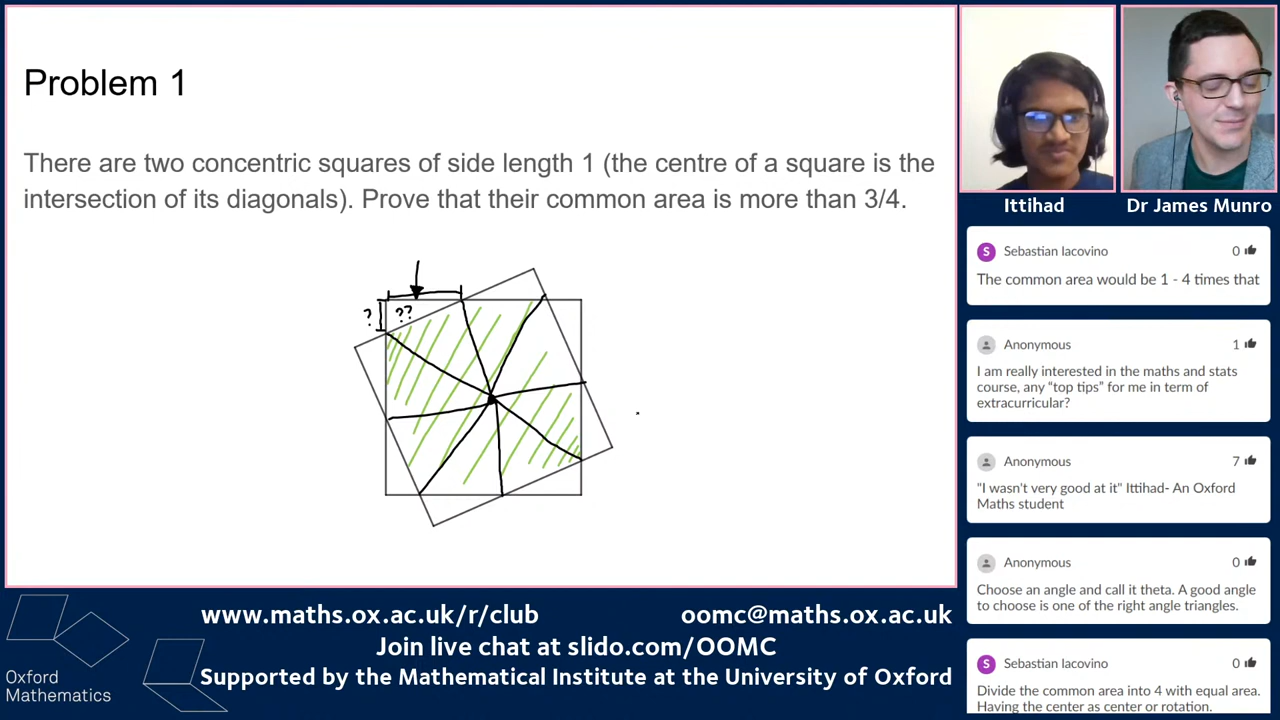 Problem 1
There are two concentric squares of side length 1 (the centre of a square is the
intersection of its diagonals). Prove that their common area is more than 3/4.
? ??
Ittihad
Dr James Munro
S Sebastian Iacovino 0
The common area would be 1 - 4 times that
Anonymous 1
I am really interested in the maths and stats
course, any “top tips” for me in term of
extracurricular?
Anonymous 7
"I wasn't very good at it" Ittihad- An Oxford
Maths student
Anonymous 0
Choose an angle and call it theta. A good angle
to choose is one of the right angle triangles.
S Sebastian Iacovino 0
Divide the common area into 4 with equal area.
Having the center as center or rotation.
www.maths.ox.ac.uk/r/club oomc@maths.ox.ac.uk
Join live chat at slido.com/OOMC
Supported by the Mathematical Institute at the University of Oxford
Oxford
Mathematics